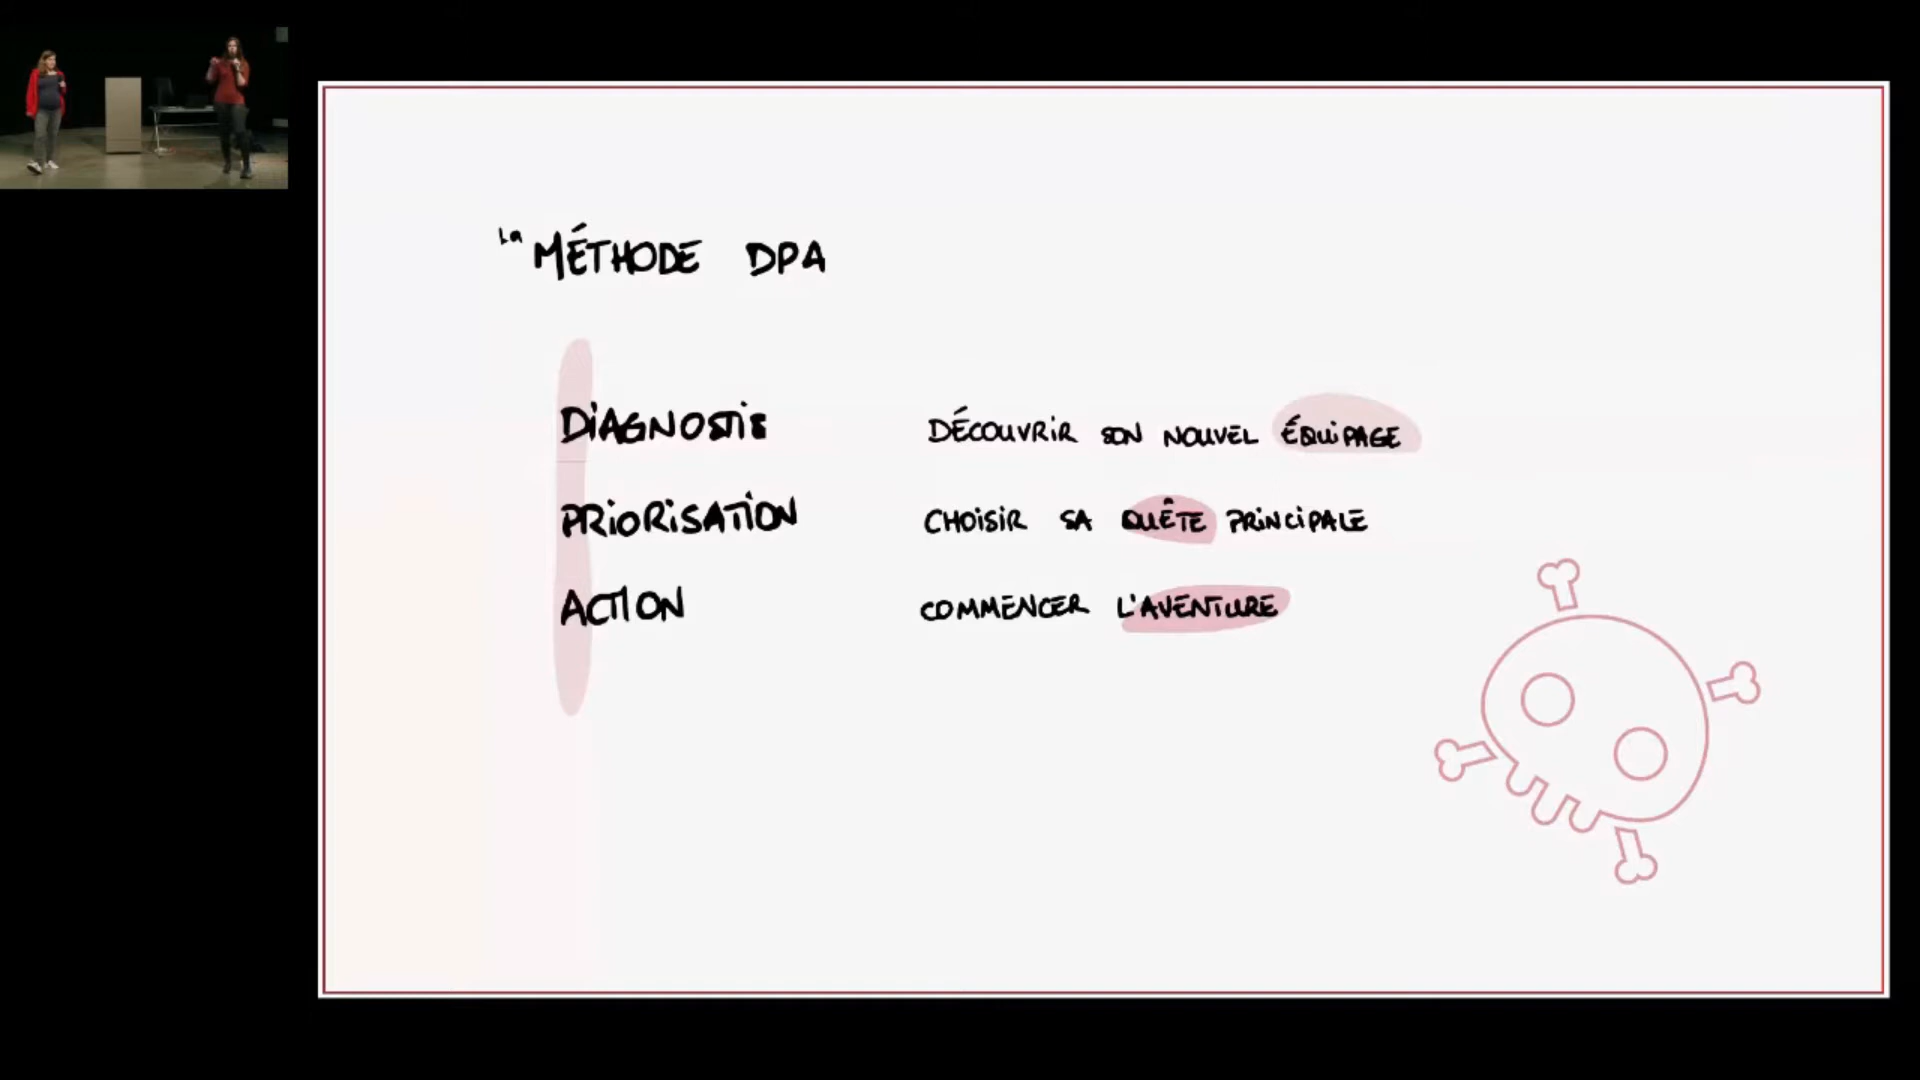 La MÉTHODE DPA
DIAGNOSTIC DÉCOUVRIR SON NOUVEL ÉQUIPAGE
PRIORISATION CHOISIR SA QUÊTE PRINCIPALE
ACTION COMMENCER L'AVENTURE